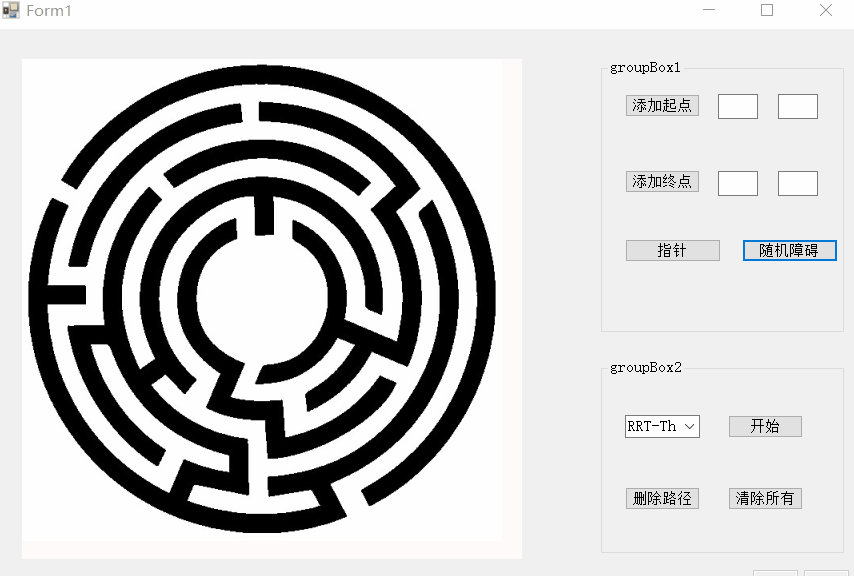 Form1
groupBox1
添加起点
添加终点
指针 随机障碍
groupBox2
RRT-Th 开始
删除路径 清除所有